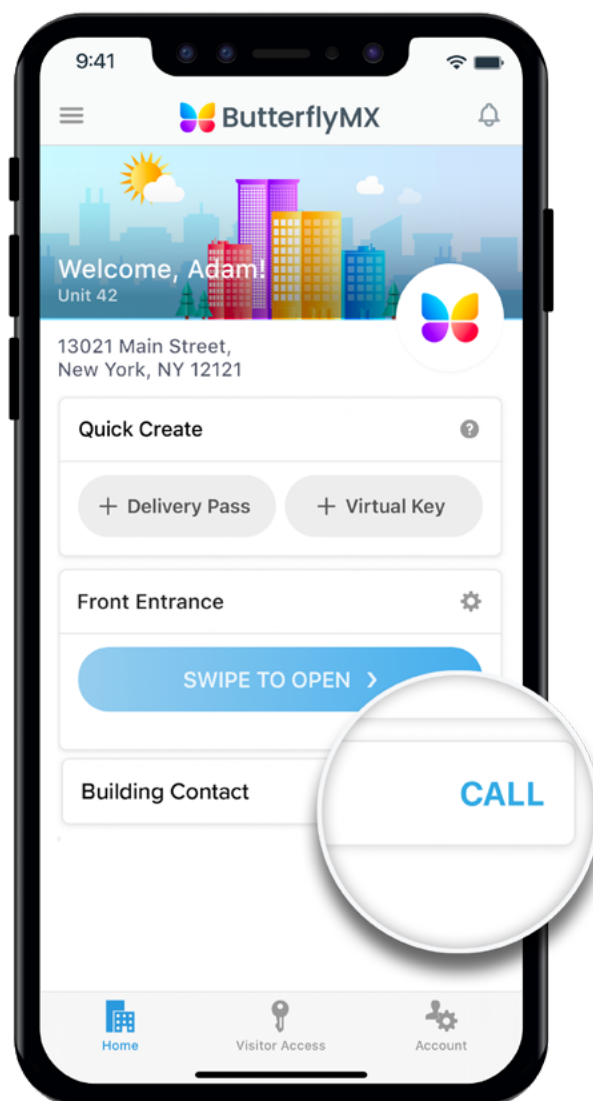 9:41
ButterflyMX
Welcome, Adam!
Unit 42
13021 Main Street,
New York, NY 12121
Quick Create
?
+ Delivery Pass + Virtual Key
Front Entrance
SWIPE TO OPEN >
Building Contact CALL
Home Visitor Access Account